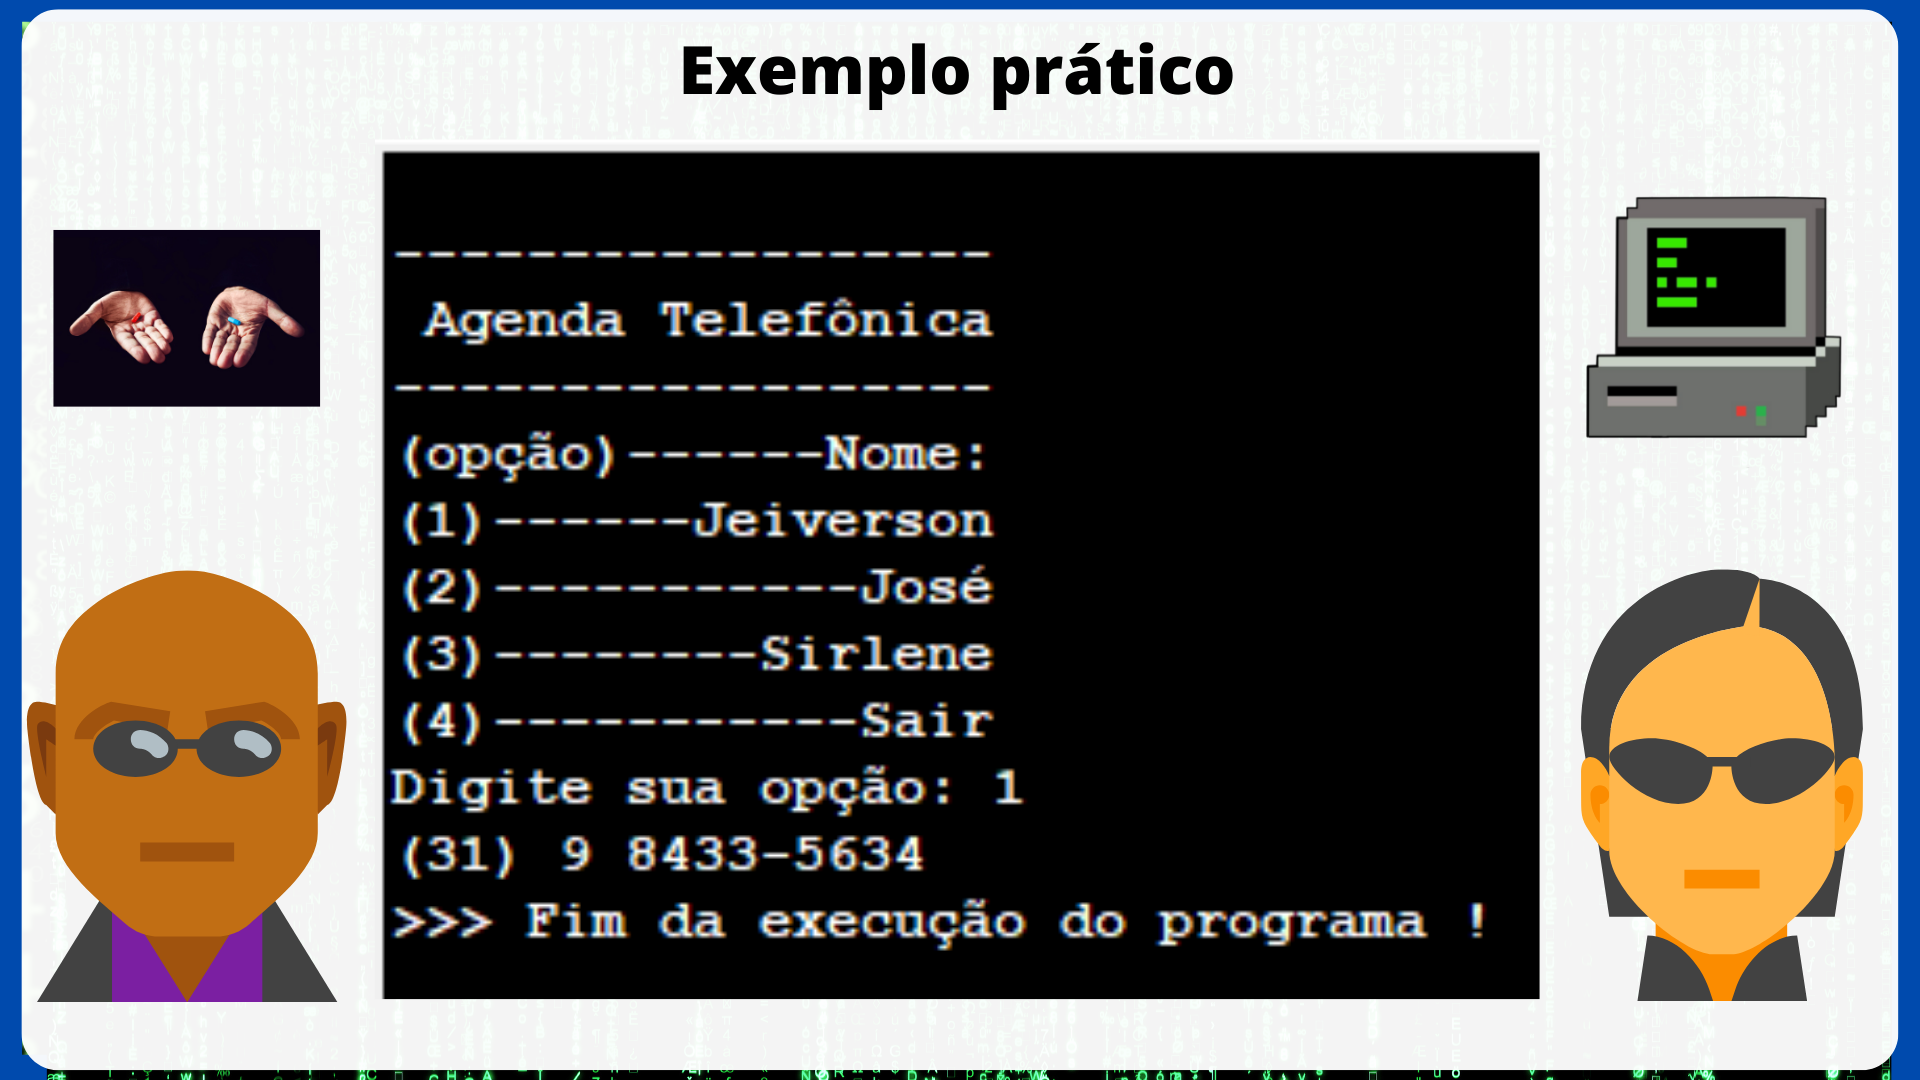 Exemplo prático
------------------
Agenda Telefônica
------------------
(opção)------Nome:
(1)------Jeiverson
(2)-----------José
(3)--------Sirlene
(4)-----------Sair
Digite sua opção: 1
(31) 9 8433-5634
>>> Fim da execução do programa !